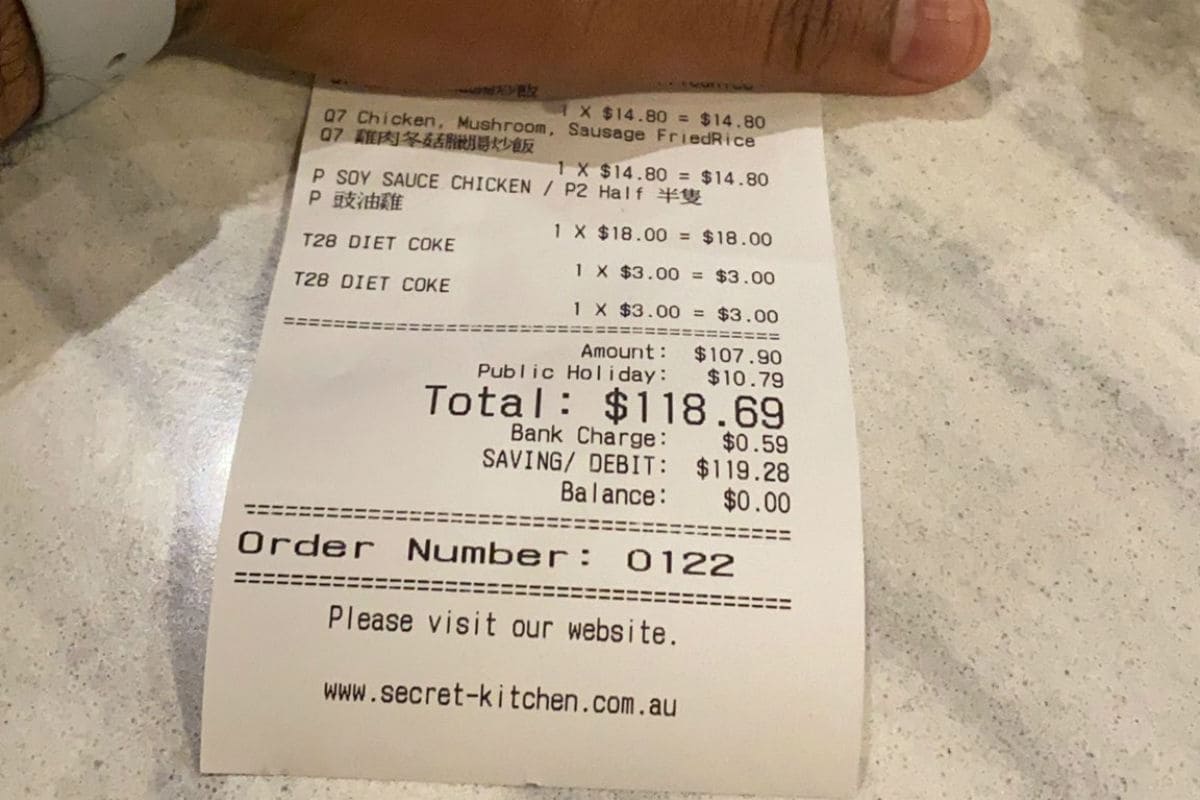 1 X $14.80 = $14.80
Q7 Chicken, Mushroom, Sausage FriedRice
Q7 雞肉冬菇臘腸炒飯
1 X $14.80 = $14.80
P SOY SAUCE CHICKEN / P2 Half 半隻
P 豉油雞
1 X $18.00 = $18.00
T28 DIET COKE
1 X $3.00 = $3.00
T28 DIET COKE
1 X $3.00 = $3.00
==========================================
Amount: $107.90
Public Holiday: $10.79
Total: $118.69
Bank Charge: $0.59
SAVING/ DEBIT: $119.28
Balance: $0.00
==========================================
Order Number: 0122
==========================================
Please visit our website.
www.secret-kitchen.com.au